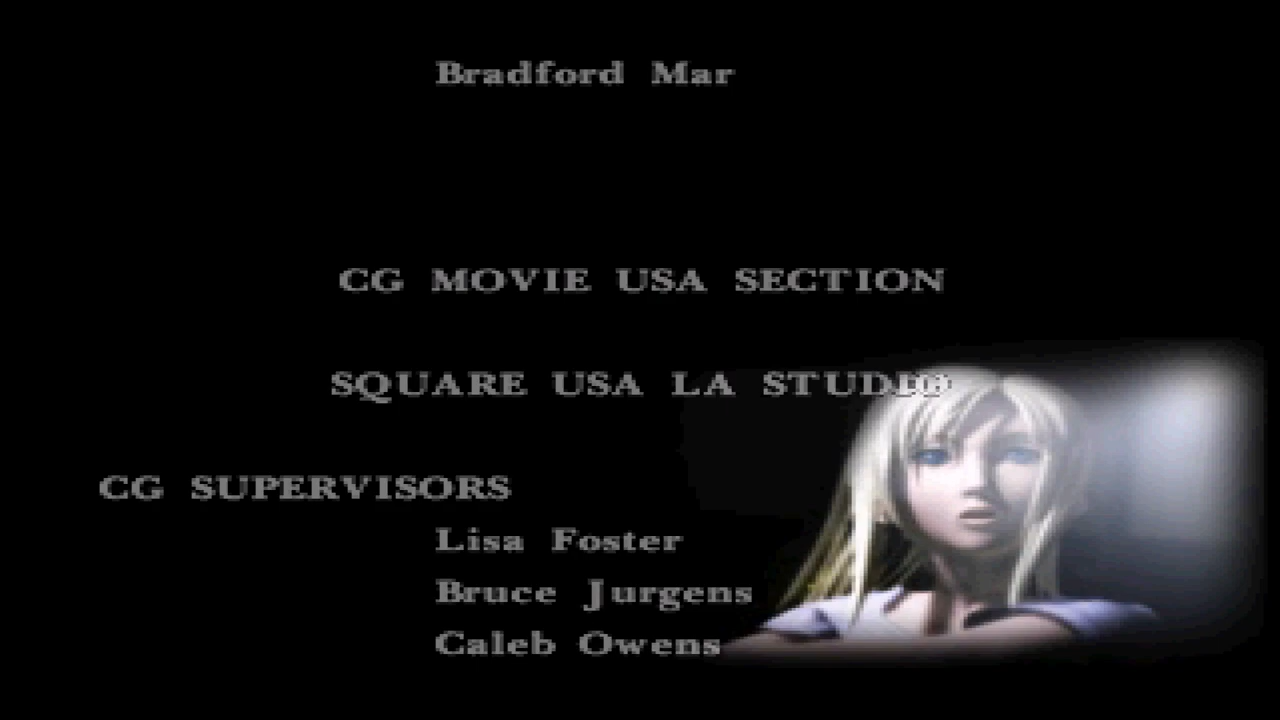 Bradford Mar
CG MOVIE USA SECTION
SQUARE USA LA STUDIO
CG SUPERVISORS
Lisa Foster
Bruce Jurgens
Caleb Owens